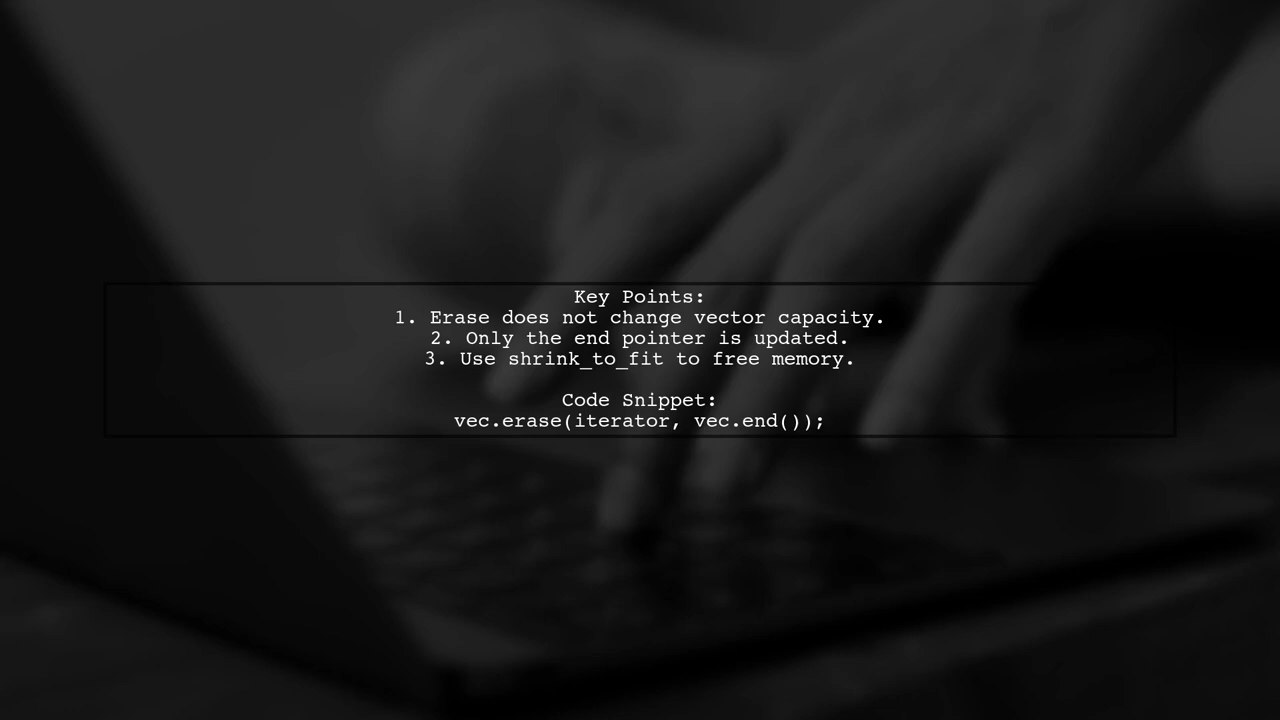 Key Points:
1. Erase does not change vector capacity.
2. Only the end pointer is updated.
3. Use shrink_to_fit to free memory.
Code Snippet:
vec.erase(iterator, vec.end());